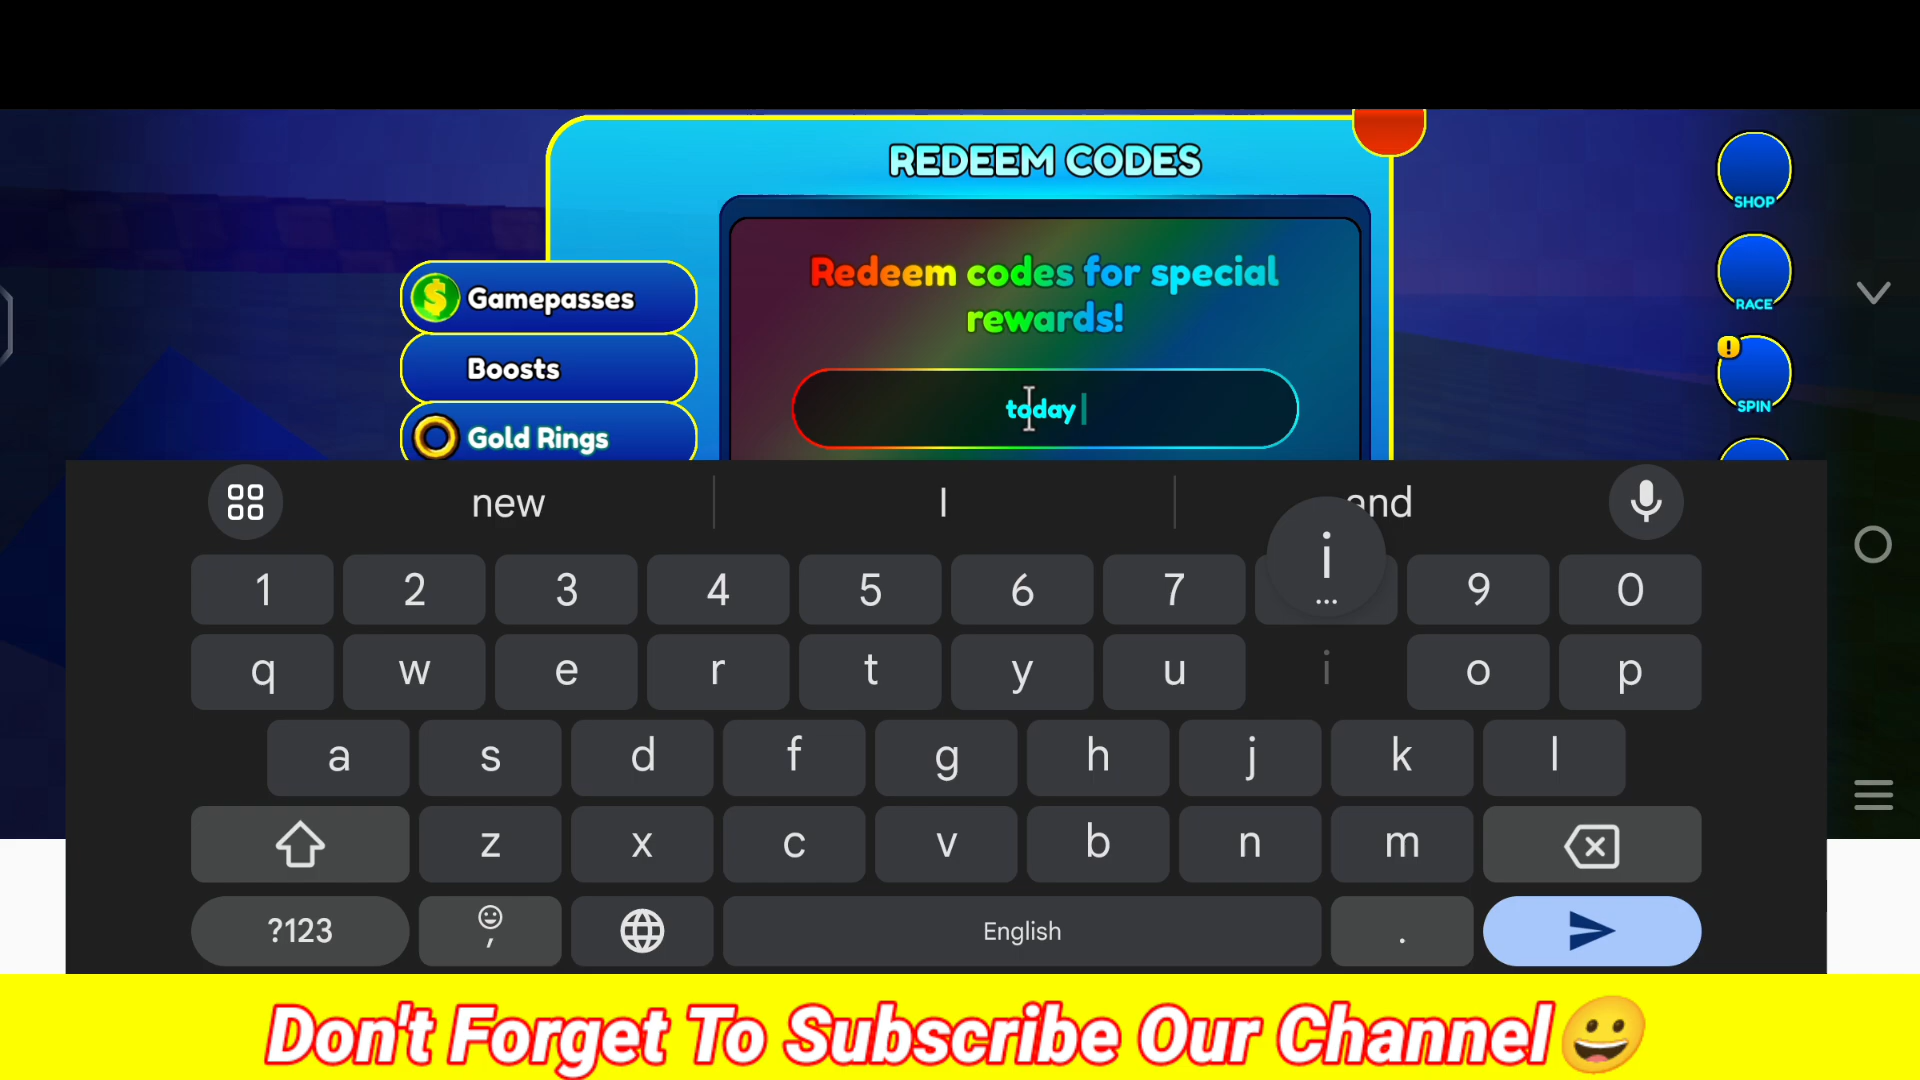 REDEEM CODES
Redeem codes for special
rewards!
today
Gamepasses
Boosts
Gold Rings
SHOP
RACE
!
SPIN
new I and
i
...
1 2 3 4 5 6 7 9 0
q w e r t y u i o p
a s d f g h j k l
z x c v b n m
?123 , English .
Don't Forget To Subscribe Our Channel😀